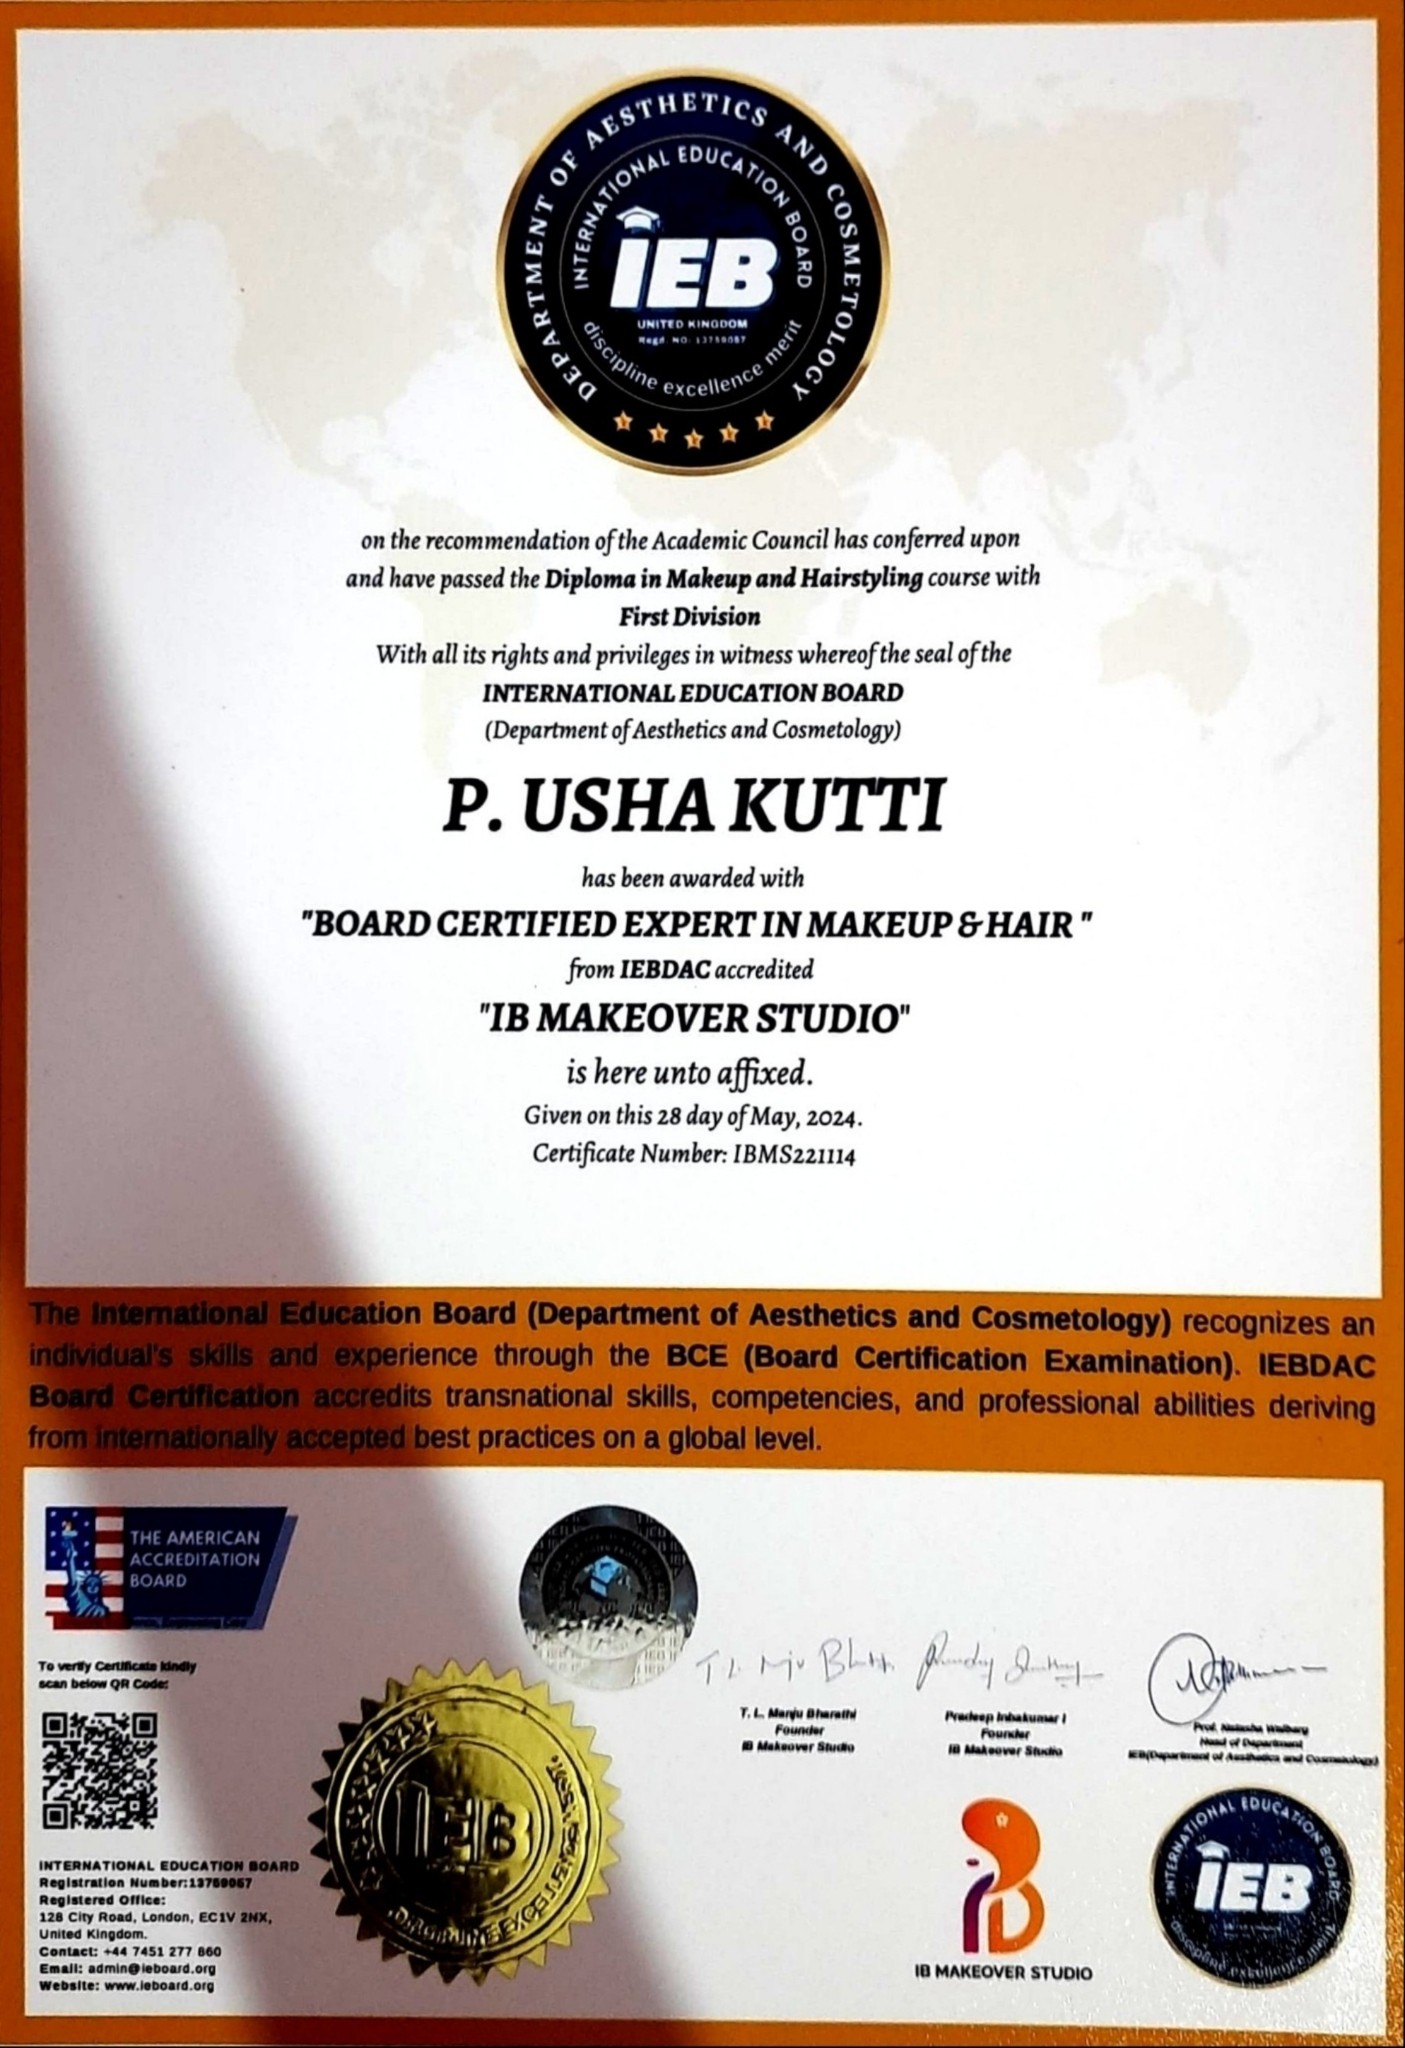 DEPARTMENT OF AESTHETICS AND COSMETOLOGY
INTERNATIONAL EDUCATION BOARD
IEB
UNITED KINGDOM
Regd. NO: 13759057
discipline excellence merit
on the recommendation of the Academic Council has conferred upon
and have passed the Diploma in Makeup and Hairstyling course with
First Division
With all its rights and privileges in witness whereof the seal of the
INTERNATIONAL EDUCATION BOARD
(Department of Aesthetics and Cosmetology)
P. USHA KUTTI
has been awarded with
"BOARD CERTIFIED EXPERT IN MAKEUP & HAIR "
from IEBDAC accredited
"IB MAKEOVER STUDIO"
is here unto affixed.
Given on this 28 day of May, 2024.
Certificate Number: IBMS221114
The International Education Board (Department of Aesthetics and Cosmetology) recognizes an
individual's skills and experience through the BCE (Board Certification Examination). IEBDAC
Board Certification accredits transnational skills, competencies, and professional abilities deriving
from internationally accepted best practices on a global level.
THE AMERICAN
ACCREDITATION
BOARD
To verify Certificate kindly
scan below QR Code:
T. L. Manju Bharathi
Founder
IB Makeover Studio
Pradeep Inbakumar I
Founder
IB Makeover Studio
Prof. Natasha
Head of Department
IEB(Department of Aesthetics and Cosmetology)
IEB
INTERNATIONAL EDUCATION BOARD
Registration Number:13759057
Registered Office:
128 City Road, London, EC1V 2NX,
United Kingdom.
Contact: +44 7451 277 860
Email: admin@ieboard.org
Website: www.ieboard.org
IB MAKEOVER STUDIO
INTERNATIONAL EDUCATION BOARD
IEB